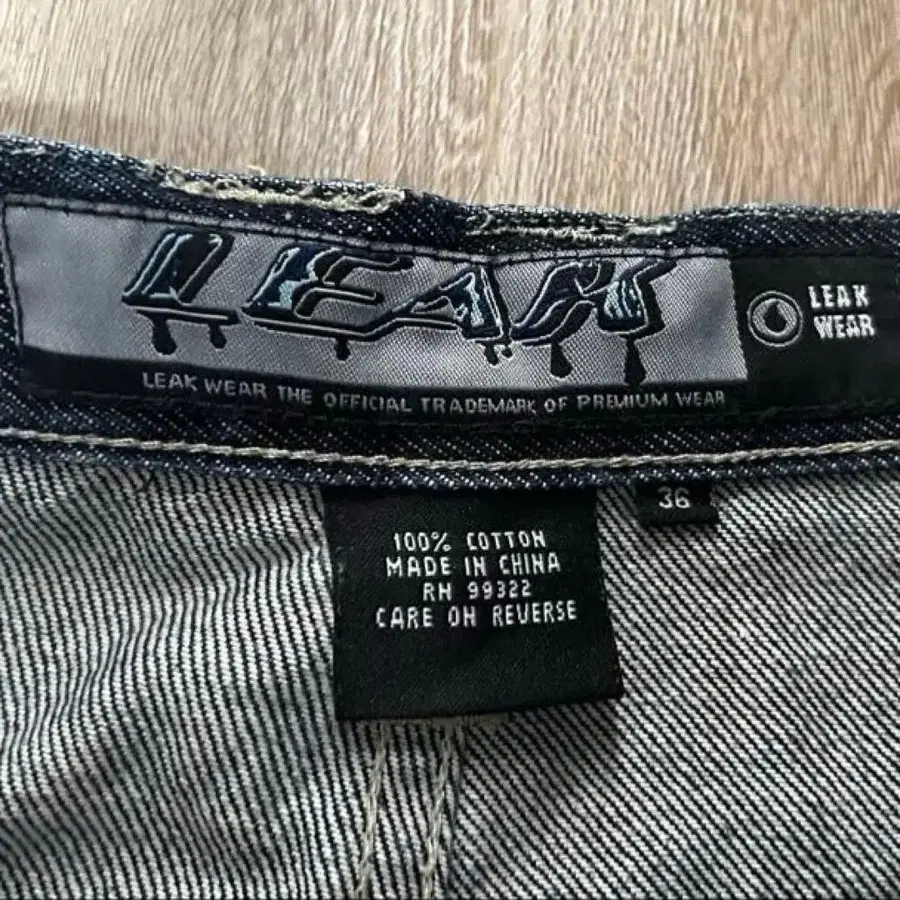 LEAK
LEAK WEAR THE OFFICIAL TRADEMARK OF PREMIUM WEAR
LEAK
WEAR
36
100% COTTON
MADE IN CHINA
RN 99322
CARE ON REVERSE